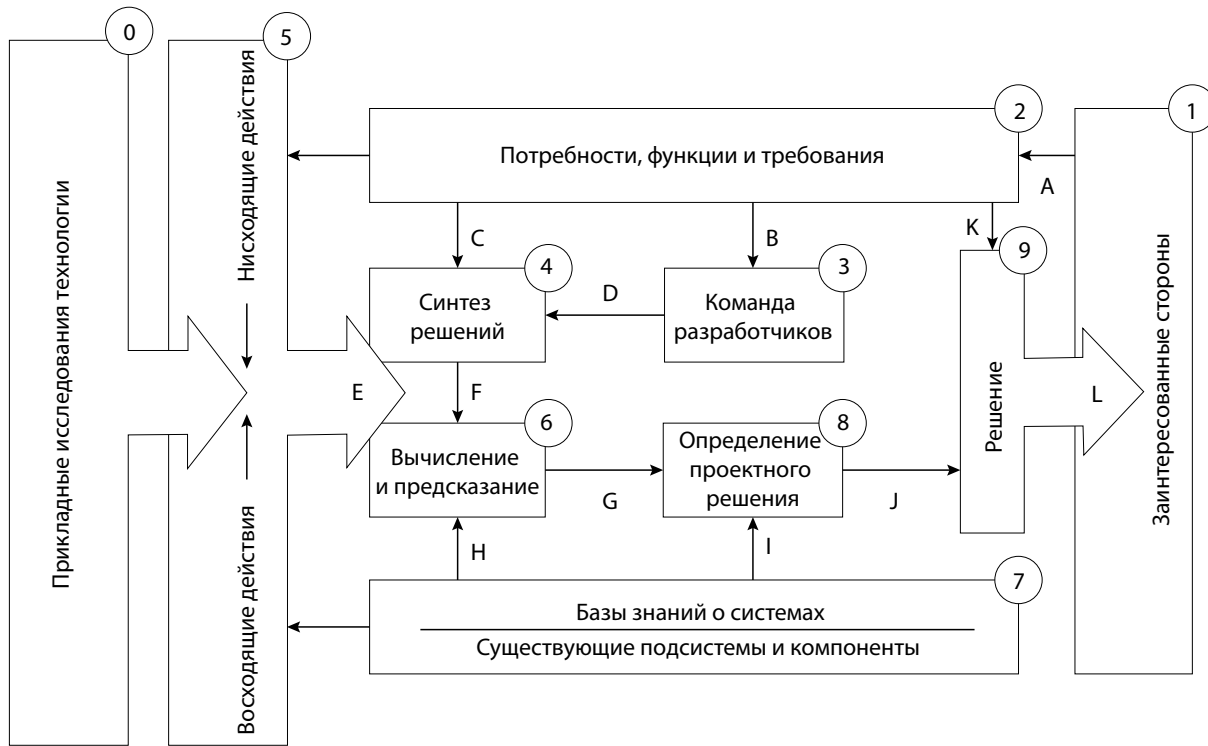 0
5
2
1
Прикладные исследования технологии
Нисходящие действия
Восходящие действия
Потребности, функции и требования
A
C
B
K
4
3
9
Синтез
решений
D
Команда
разработчиков
E
F
Решение
L
Заинтересованные стороны
6
8
Вычисление
и предсказание
G
Определение
проектного
решения
J
H
I
7
Базы знаний о системах
Существующие подсистемы и компоненты